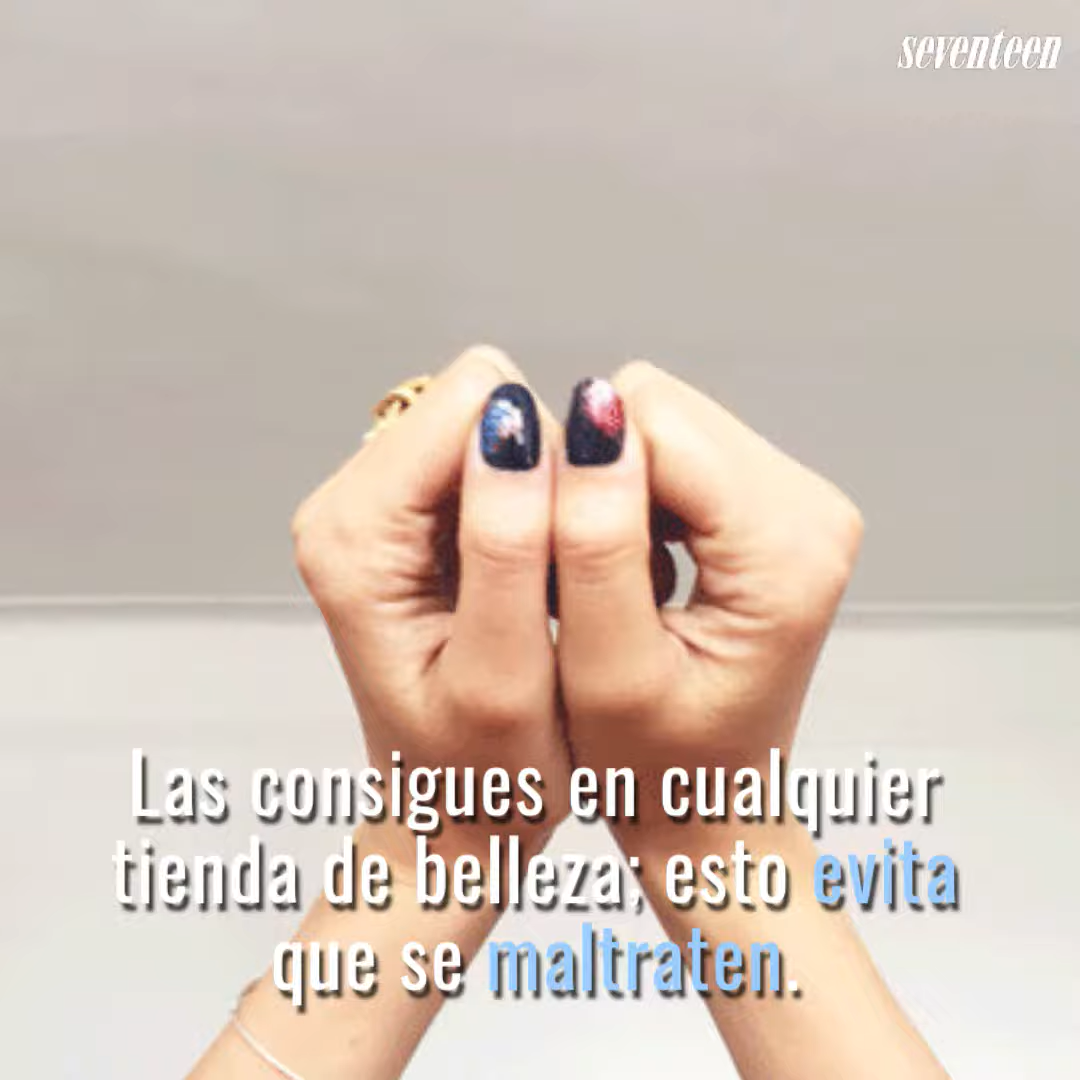 seventeen
Las consigues en cualquier
tienda de belleza; esto evita
que se maltraten.